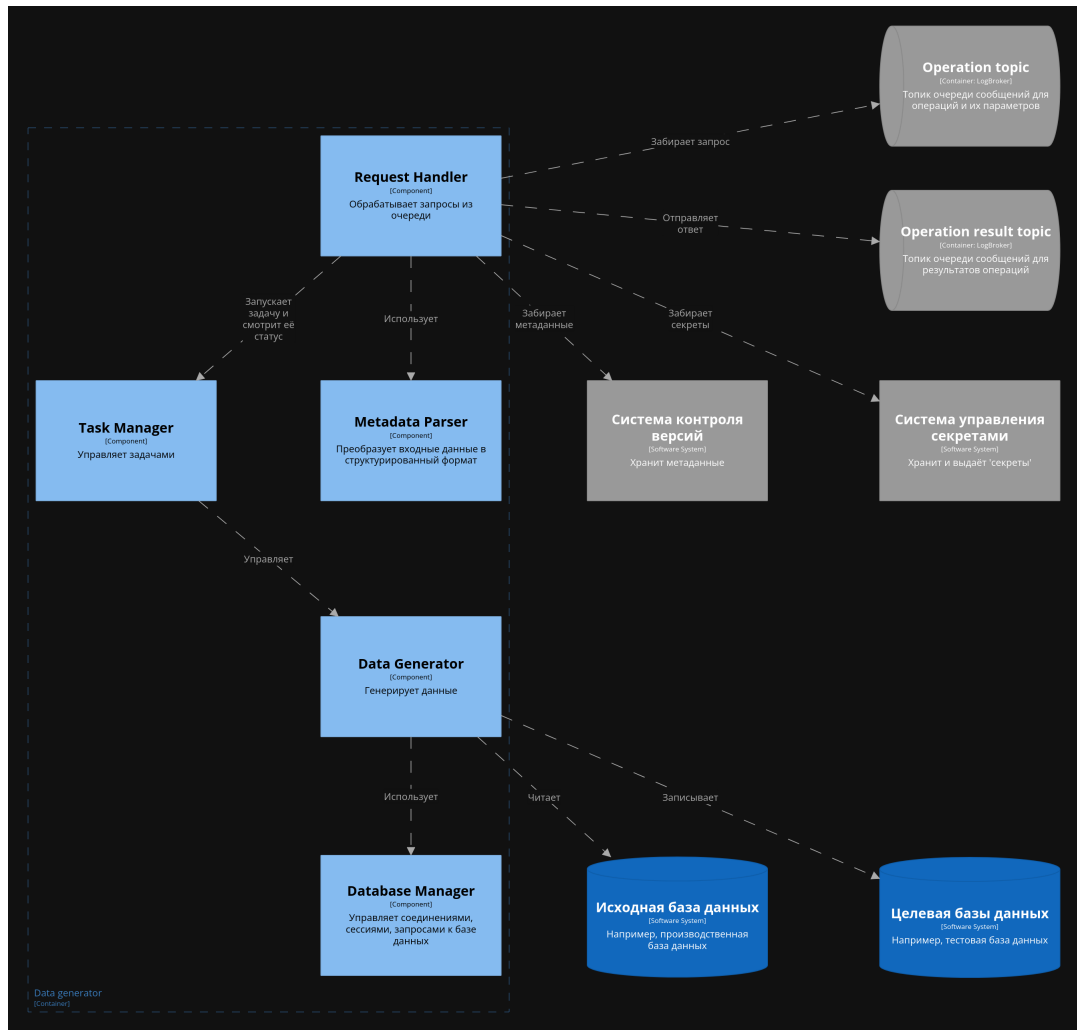 Operation topic
[Container: LogBroker]
Топик очереди сообщений для
операций и их параметров
Забирает запрос
Request Handler
[Component]
Обрабатывает запросы из
очереди
Отправляет
ответ
Operation result topic
[Container: LogBroker]
Топик очереди сообщений для
результатов операций
Запускает
задачу и
смотрит её
статус
Использует
Забирает
метаданные
Забирает
секреты
Task Manager
[Component]
Управляет задачами
Metadata Parser
[Component]
Преобразует входные данные в
структурированный формат
Система контроля
версий
[Software System]
Хранит метаданные
Система управления
секретами
[Software System]
Хранит и выдаёт 'секреты'
Управляет
Data Generator
[Component]
Генерирует данные
Использует
Читает
Записывает
Database Manager
[Component]
Управляет соединениями,
сессиями, запросами к базе
данных
Исходная база данных
[Software System]
Например, производственная
база данных
Целевая базы данных
[Software System]
Например, тестовая база данных
Data generator
[Container]